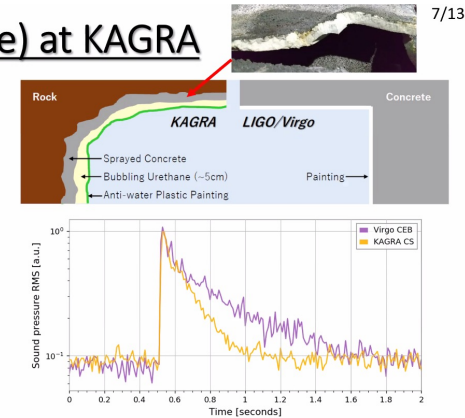 7/13
e) at KAGRA
Rock
Concrete
KAGRA
LIGO/Virgo
Sprayed Concrete
Bubbling Urethane (~5cm)
Painting
Anti-water Plastic Painting
Virgo CEB
KAGRA CS
Sound pressure RMS [a.u.]
10⁰
10⁻¹
0 0.2 0.4 0.6 0.8 1 1.2 1.4 1.6 1.8 2
Time [seconds]